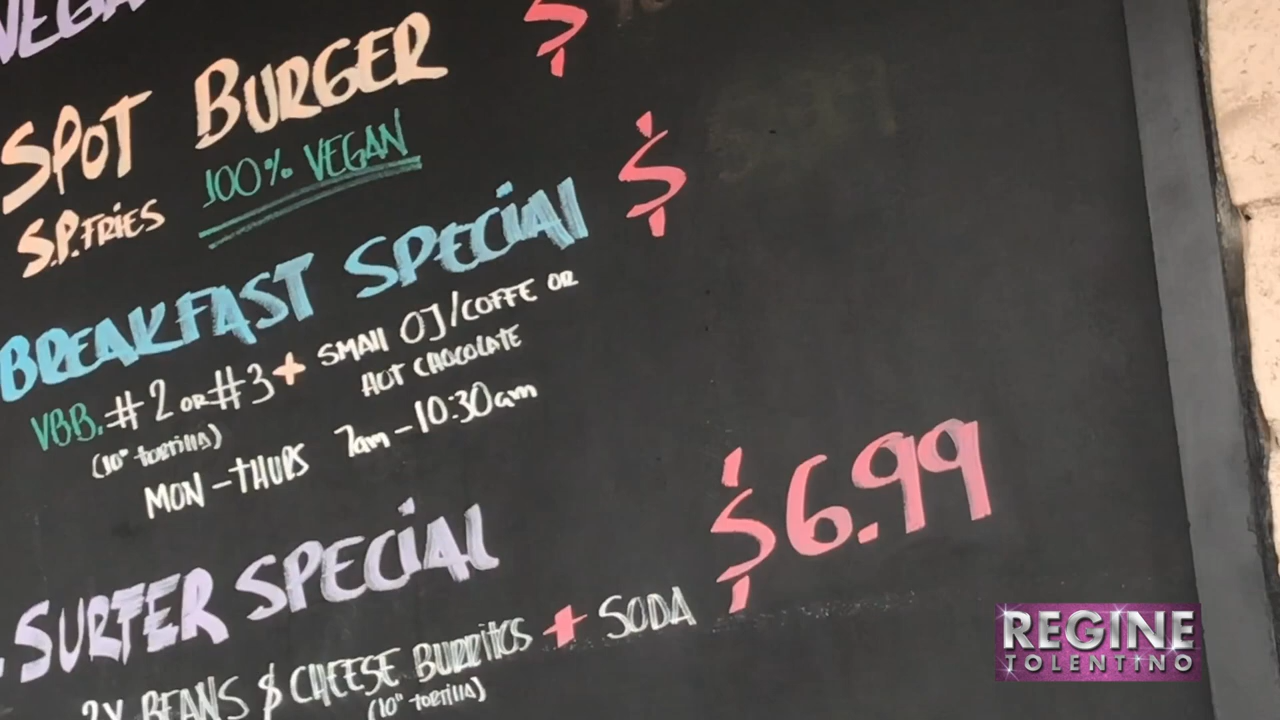 VEGA
SPOT BURGER $
S.P. FRiES 100% VEGAN
BREAKFAST SPECiAl $
VBB. #2 OR #3 + SMAll OJ/COFFE OR
HOT CHOCOLATE
(10" tortillA)
MON - THURS 7am - 10:30am
SURFER SPECiAL $6.99
2X BEANS & CHEESE BURRitOS + SODA
(10" tortillA)
REGINE
TOLENTINO